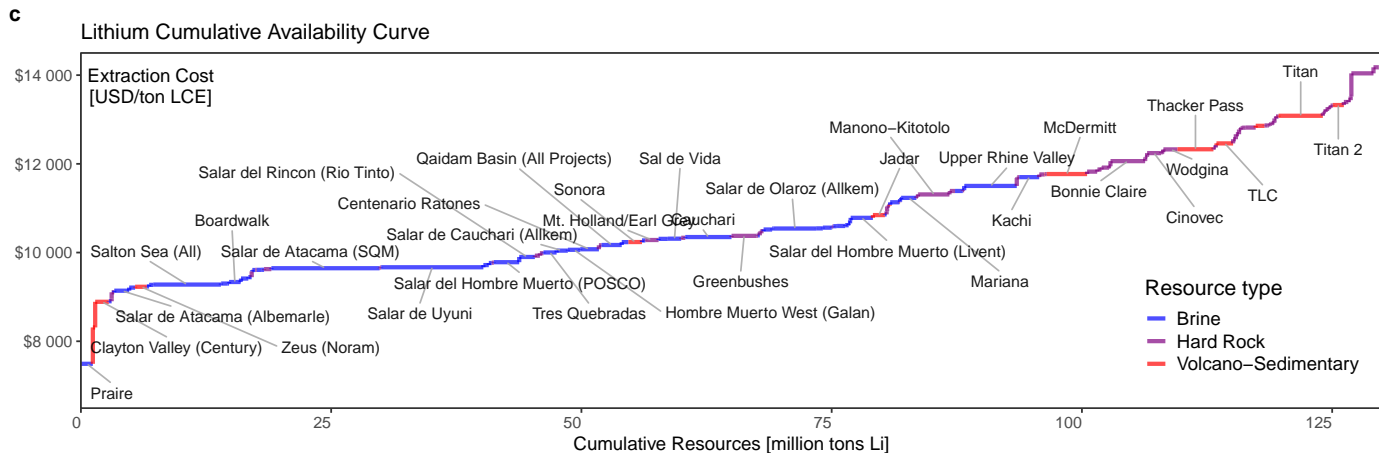 c
Lithium Cumulative Availability Curve
$14 000
Extraction Cost
[USD/ton LCE]
Titan
Thacker Pass
Manono−Kitotolo
McDermitt
Titan 2
$12 000
Qaidam Basin (All Projects)
Sal de Vida
Jadar
Upper Rhine Valley
Wodgina
Salar del Rincon (Rio Tinto)
Sonora
Salar de Olaroz (Allkem)
Bonnie Claire
TLC
Centenario Ratones
Boardwalk
Mt. Holland/Earl Grey
Cauchari
Kachi
Cinovec
$10 000
Salton Sea (All)
Salar de Atacama (SQM)
Salar de Cauchari (Allkem)
Salar del Hombre Muerto (Livent)
Salar del Hombre Muerto (POSCO)
Greenbushes
Mariana
Salar de Atacama (Albemarle)
Salar de Uyuni
Tres Quebradas
Hombre Muerto West (Galan)
$8 000
Clayton Valley (Century)
Zeus (Noram)
Praire
Resource type
Brine
Hard Rock
Volcano−Sedimentary
0
25
50
75
100
125
Cumulative Resources [million tons Li]